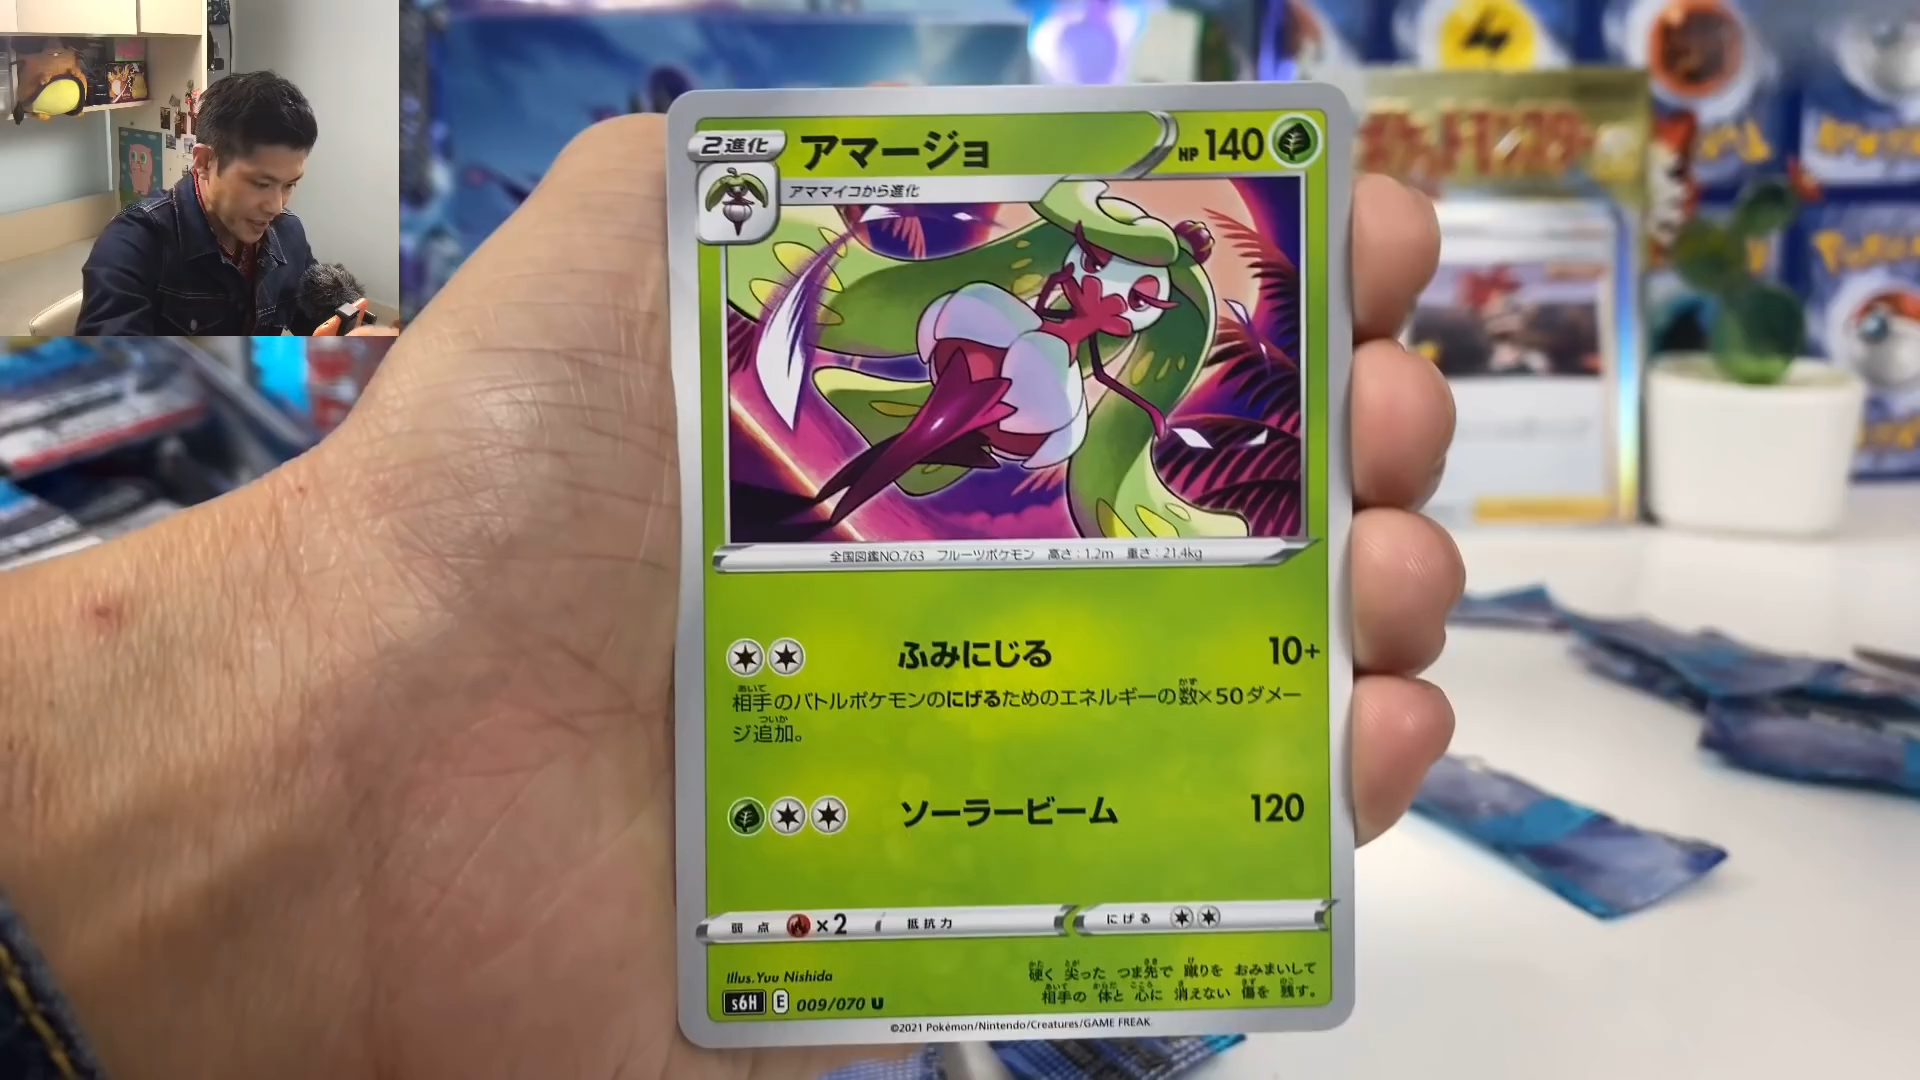 2進化
アマージョ
HP 140
アママイコから進化
全国図鑑NO.763 フルーツポケモン 高さ:1.2m 重さ:21.4kg
ふみにじる 10+
相手のバトルポケモンのにげるためのエネルギーの数×50ダメー
ジ追加。
ソーラービーム 120
弱点 ×2 抵抗力 にげる
Illus. Yuu Nishida
硬く 尖った つま先で 蹴りを おみまいして
相手の 体と 心に 消えない 傷を 残す。
s6H E 009/070 U
©2021 Pokémon/Nintendo/Creatures/GAME FREAK